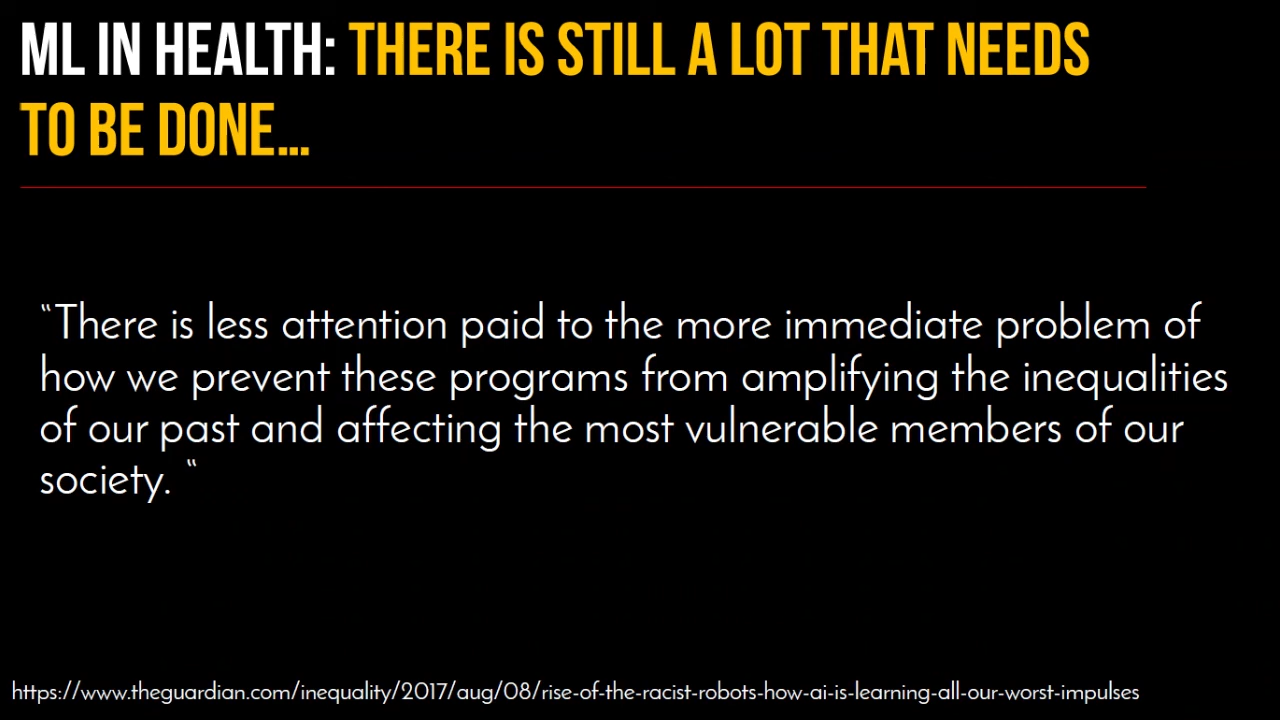 ML IN HEALTH: THERE IS STILL A LOT THAT NEEDS
TO BE DONE...
“There is less attention paid to the more immediate problem of
how we prevent these programs from amplifying the inequalities
of our past and affecting the most vulnerable members of our
society. “
https://www.theguardian.com/inequality/2017/aug/08/rise-of-the-racist-robots-how-ai-is-learning-all-our-worst-impulses